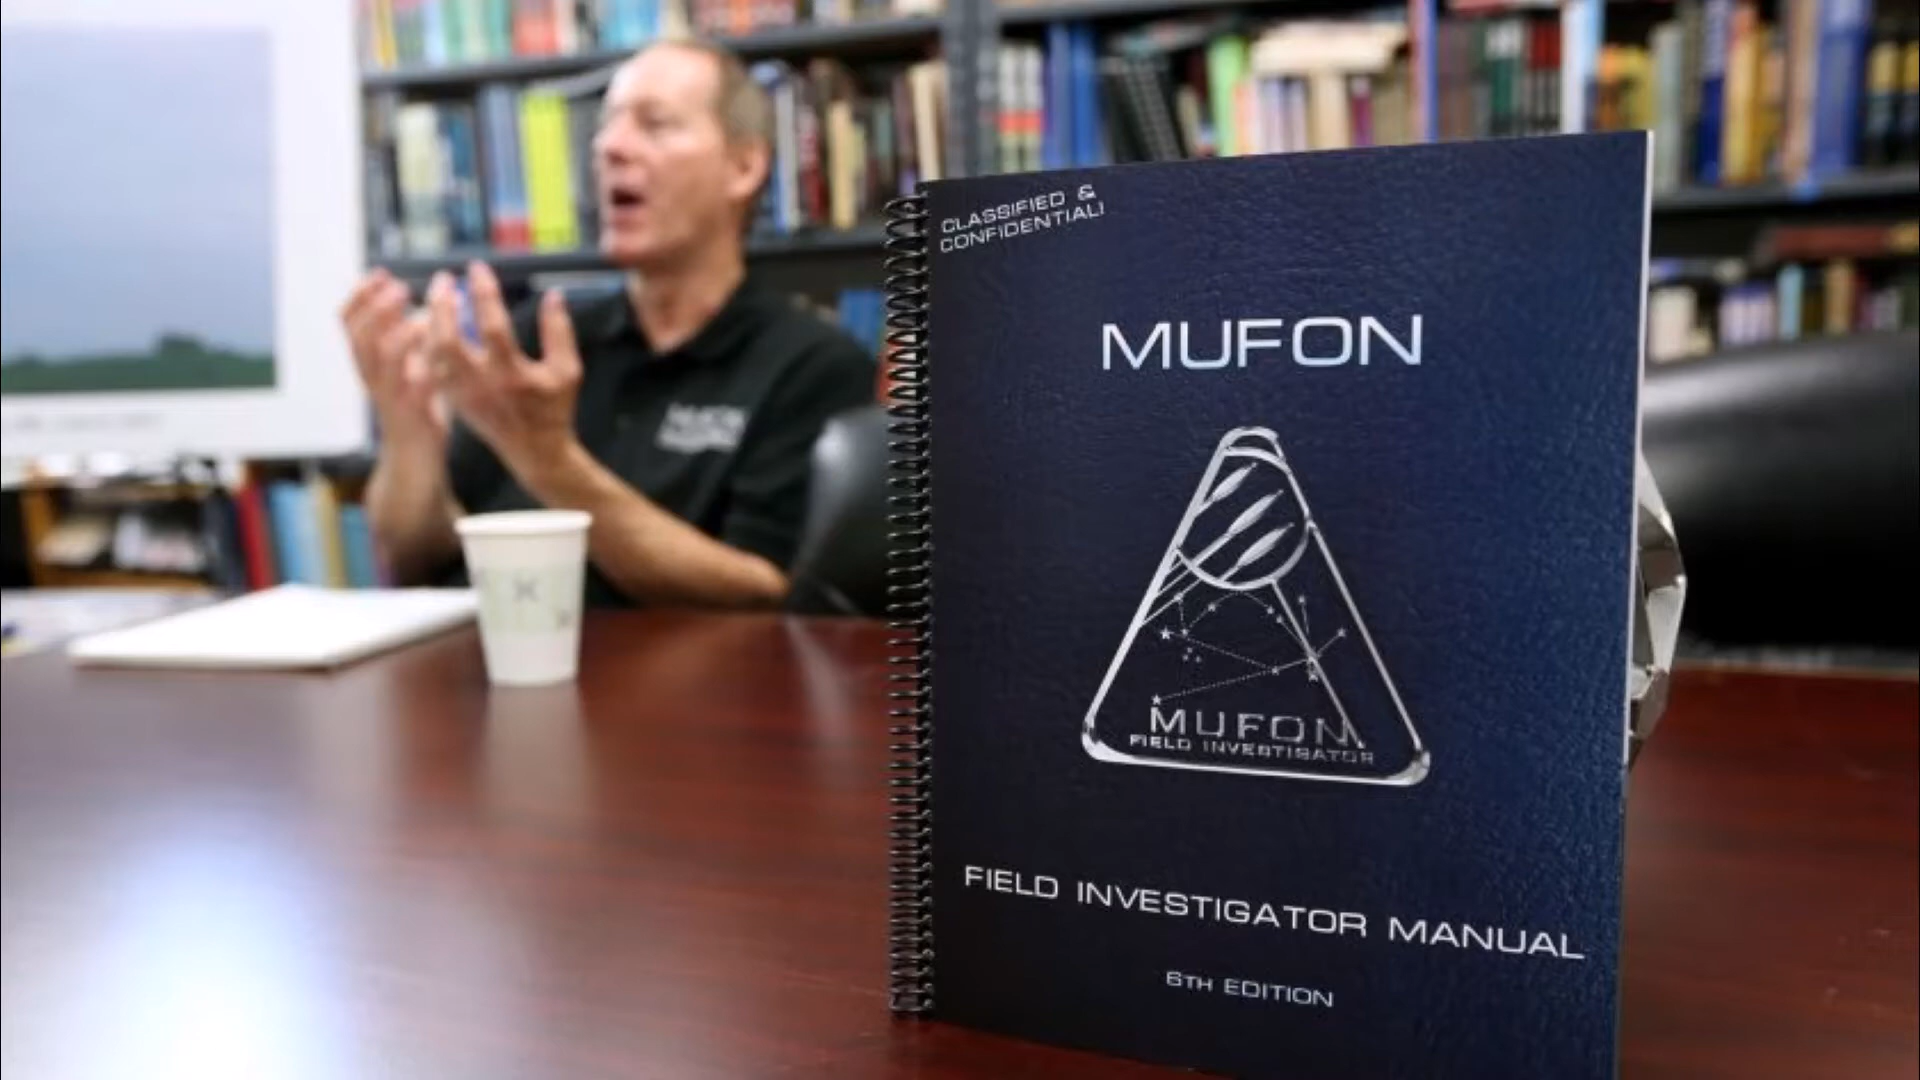 CLASSIFIED &
CONFIDENTIAL!
MUFON
MUFON
FIELD INVESTIGATOR
FIELD INVESTIGATOR MANUAL
6TH EDITION